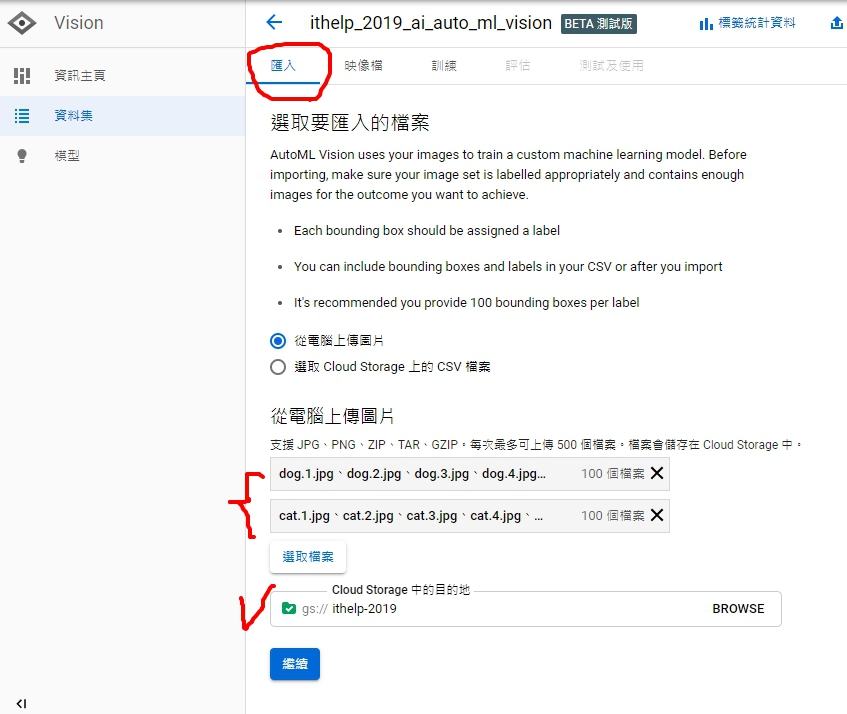 Vision
ithelp_2019_ai_auto_ml_vision BETA 測試版 標籤統計資料
資訊主頁
資料集
模型
匯入 映像檔 訓練 評估 測試及使用
選取要匯入的檔案
AutoML Vision uses your images to train a custom machine learning model. Before
importing, make sure your image set is labelled appropriately and contains enough
images for the outcome you want to achieve.
Each bounding box should be assigned a label
You can include bounding boxes and labels in your CSV or after you import
It's recommended you provide 100 bounding boxes per label
從電腦上傳圖片
選取 Cloud Storage 上的 CSV 檔案
從電腦上傳圖片
支援 JPG、PNG、ZIP、TAR、GZIP。每次最多可上傳 500 個檔案。檔案會儲存在 Cloud Storage 中。
dog.1.jpg、dog.2.jpg、dog.3.jpg、dog.4.jpg... 100 個檔案
cat.1.jpg、cat.2.jpg、cat.3.jpg、cat.4.jpg、... 100 個檔案
選取檔案
Cloud Storage 中的目的地
gs:// ithelp-2019 BROWSE
繼續